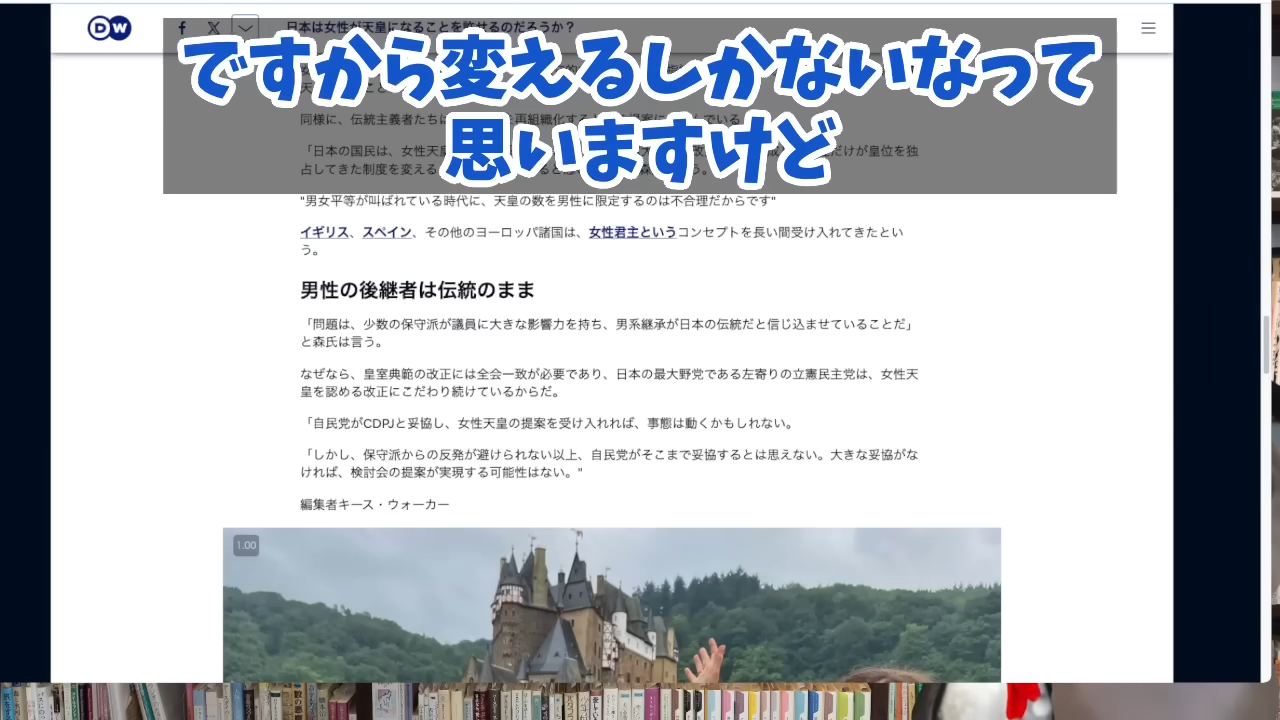 DW
日本は女性が天皇になることを許せるのだろうか？
ですから変えるしかないなって
思いますけど
同様に、伝統主義者たちは
再組織化する
いる
「日本の国民は、女性天皇
だけが皇位を独
占してきた制度を変える
"男女平等が叫ばれている時代に、天皇の数を男性に限定するのは不合理だからです"
イギリス、スペイン、その他のヨーロッパ諸国は、女性君主というコンセプトを長い間受け入れてきたとい
う。
男性の後継者は伝統のまま
「問題は、少数の保守派が議員に大きな影響力を持ち、男系継承が日本の伝統だと信じ込ませていることだ」
と森氏は言う。
なぜなら、皇室典範の改正には全会一致が必要であり、日本の最大野党である左寄りの立憲民主党は、女性天
皇を認める改正にこだわり続けているからだ。
「自民党がCDPJと妥協し、女性天皇の提案を受け入れれば、事態は動くかもしれない。
「しかし、保守派からの反発が避けられない以上、自民党がそこまで妥協するとは思えない。大きな妥協がな
ければ、検討会の提案が実現する可能性はない。"
編集者キース・ウォーカー
1.00